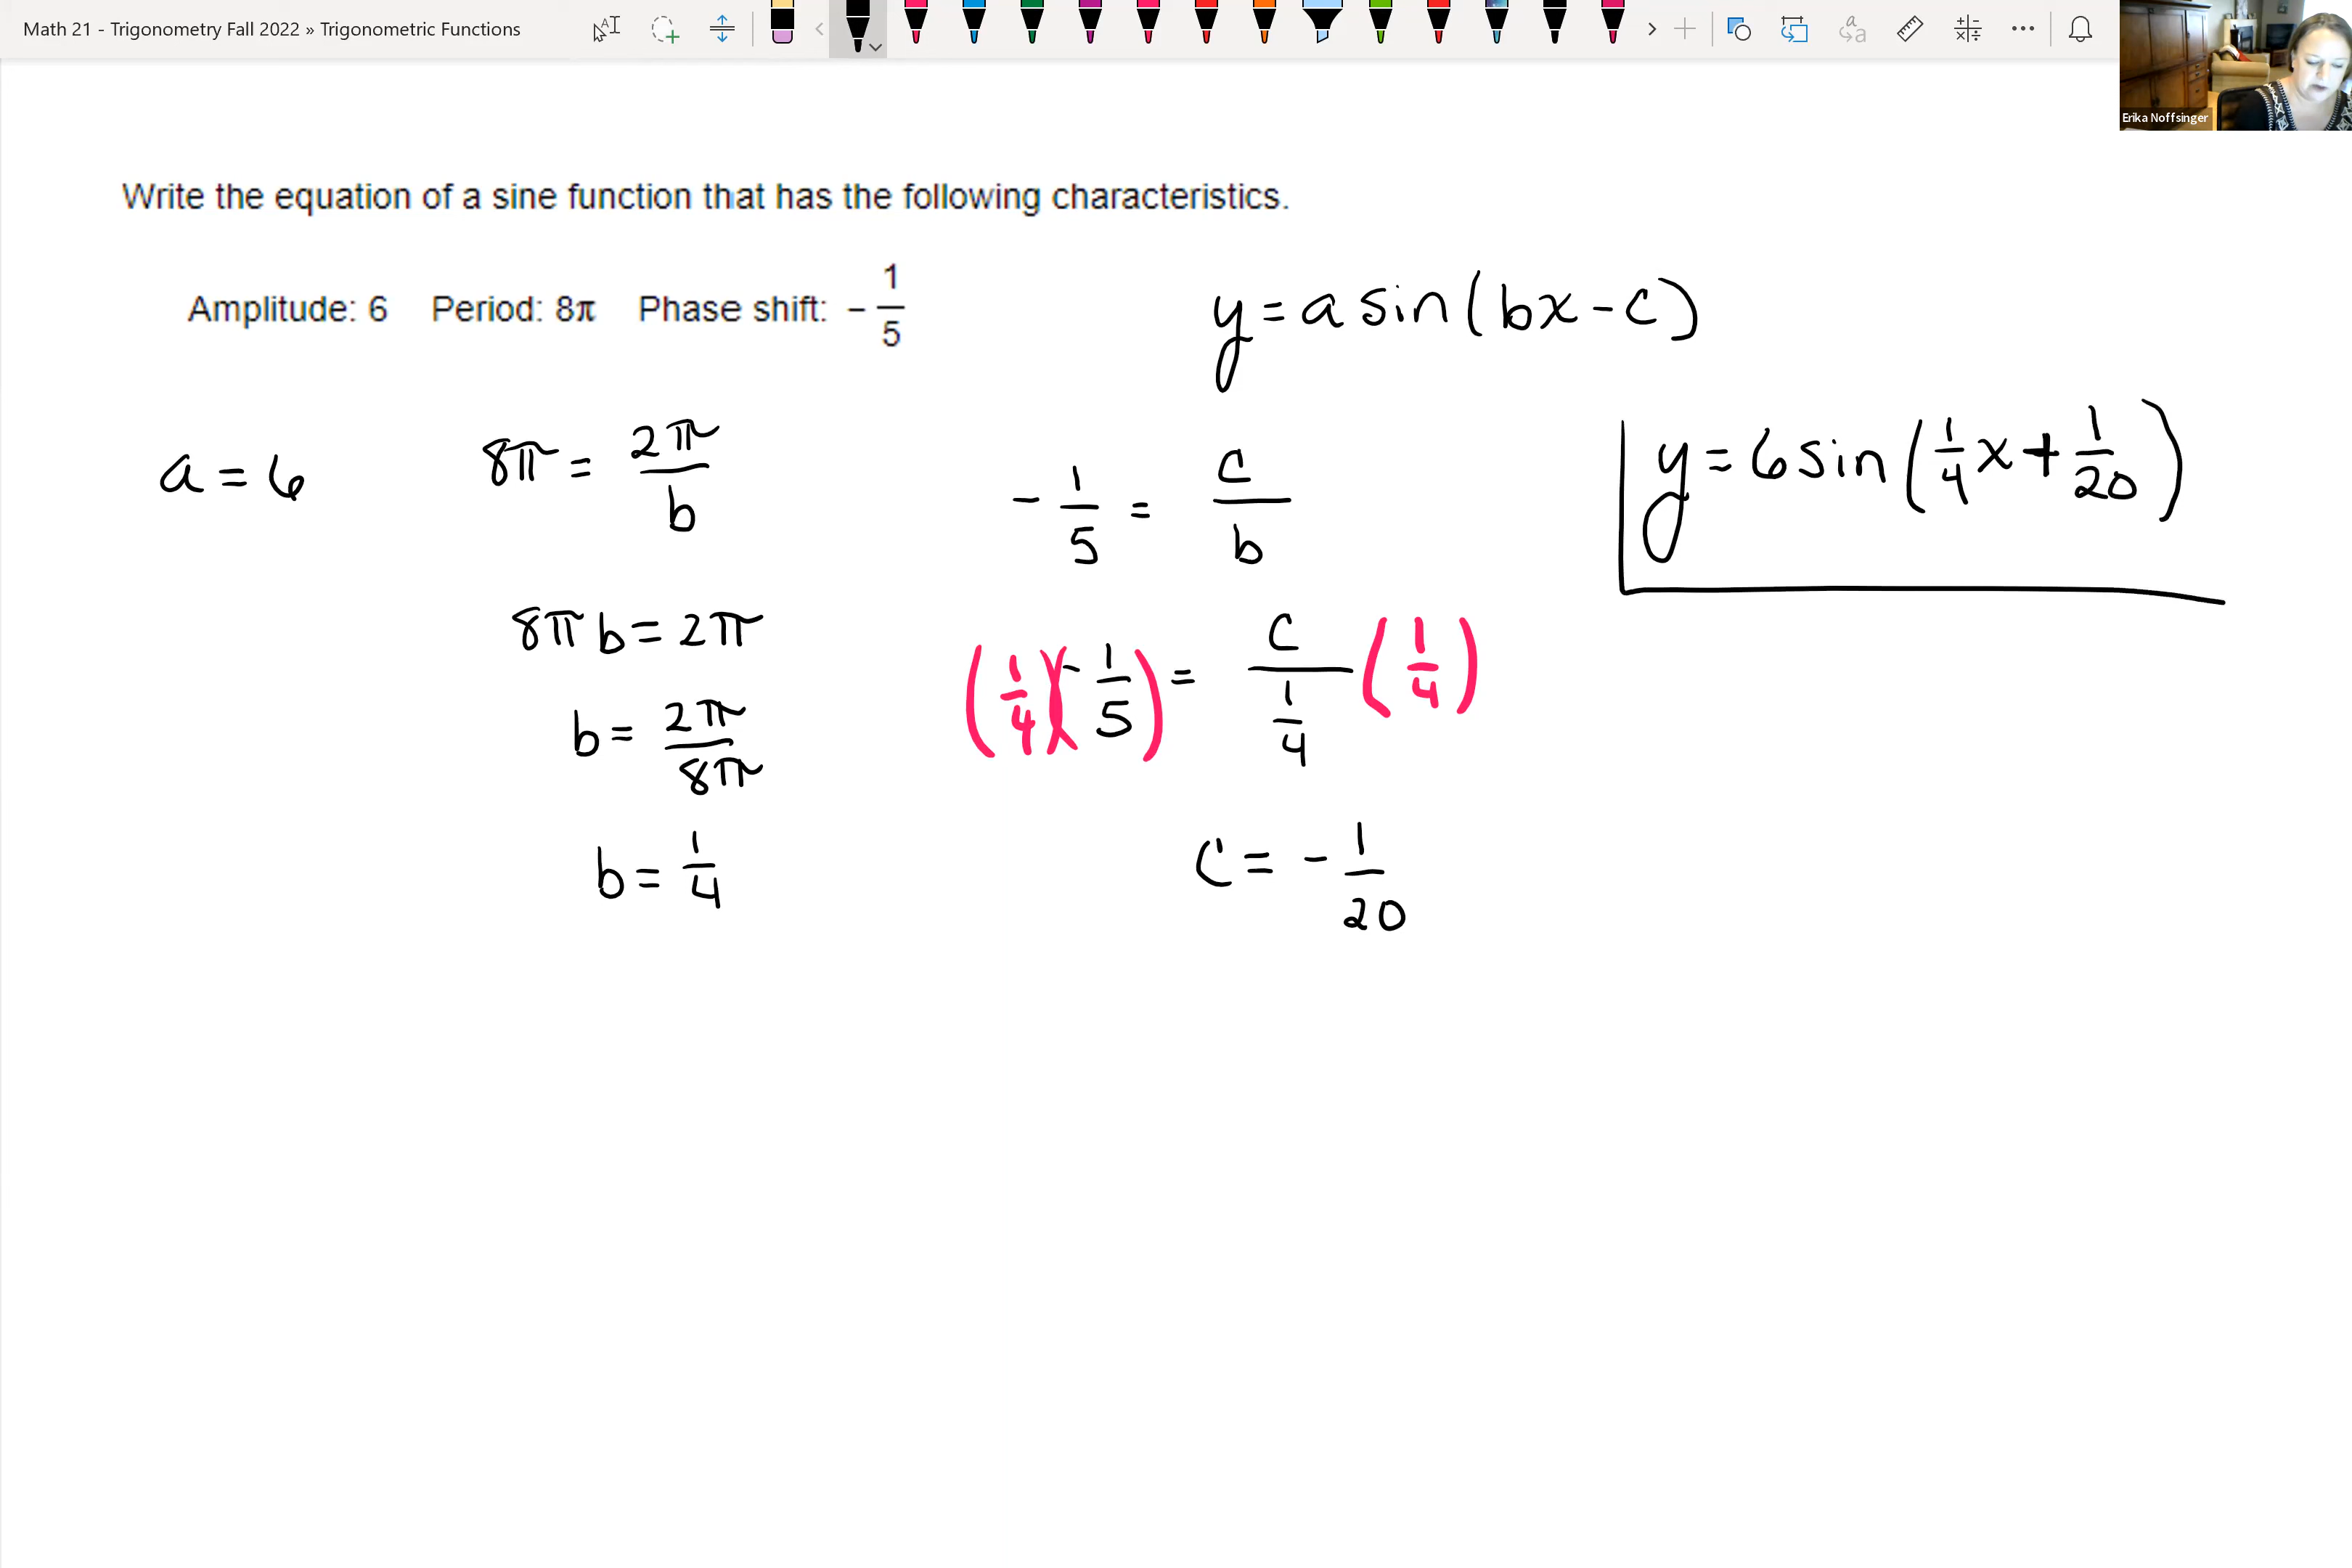 Math 21 - Trigonometry Fall 2022 » Trigonometric Functions
Erika Noffsinger
Write the equation of a sine function that has the following characteristics.
Amplitude: 6 Period: 8π Phase shift: - 1/5
y = a sin(bx - c)
a = 6
8π = 2π/b
8πb = 2π
b = 2π/8π
b = 1/4
- 1/5 = c/b
(1/4)(- 1/5) = c/(1/4) (1/4)
c = - 1/20
y = 6 sin(1/4 x + 1/20)